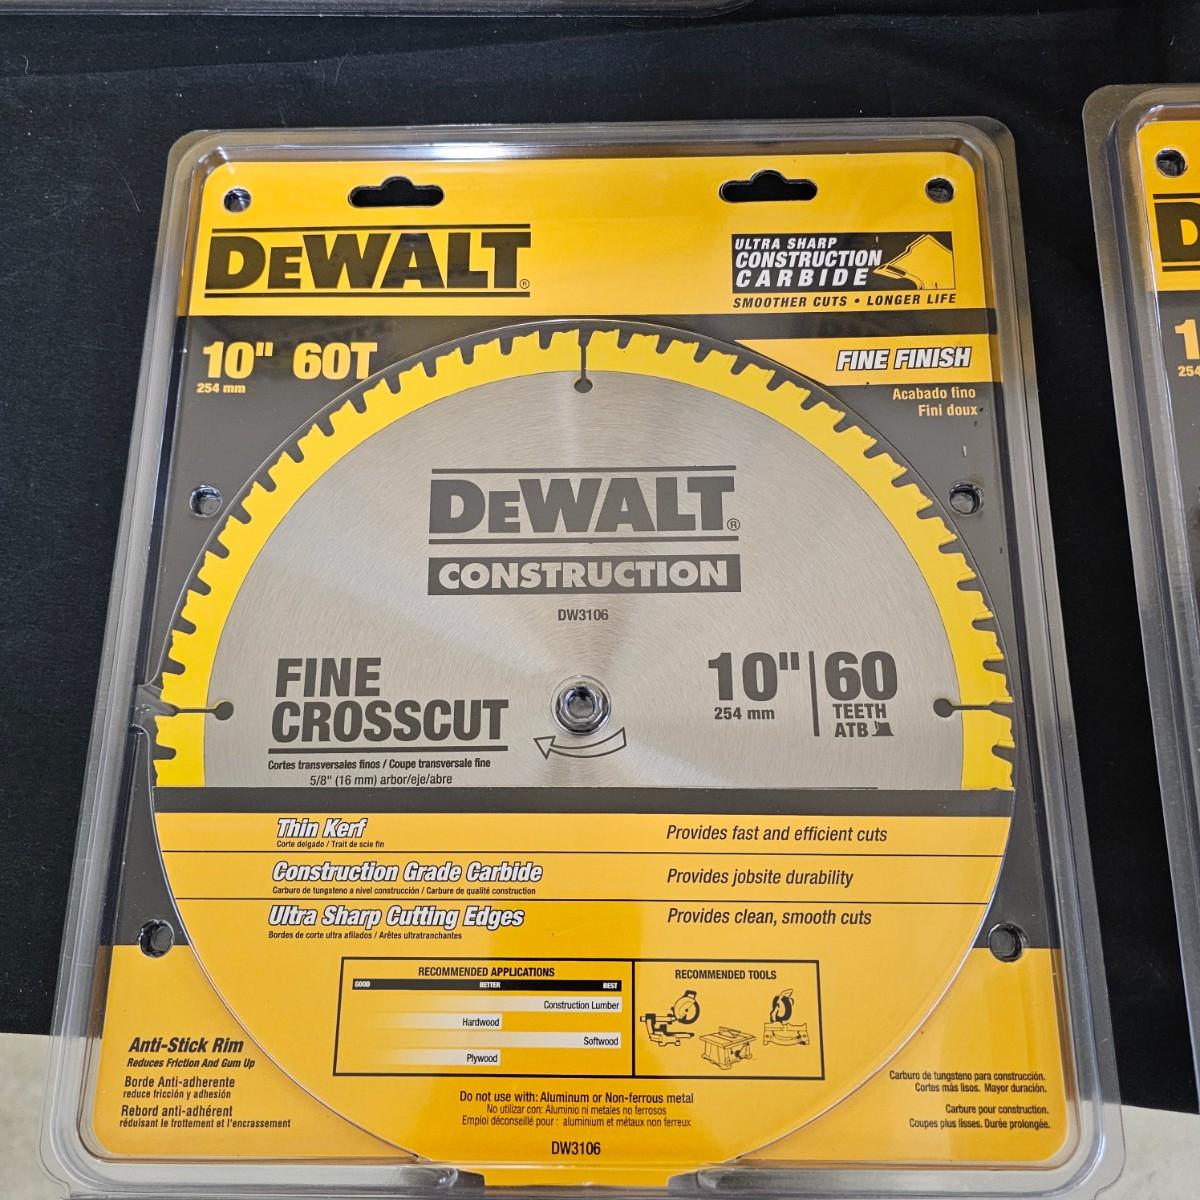 DEWALT®
ULTRA SHARP
CONSTRUCTION
CARBIDE
SMOOTHER CUTS • LONGER LIFE
10" 60T
254 mm
FINE FINISH
Acabado fino
Fini doux
DEWALT®
CONSTRUCTION
DW3106
FINE
CROSSCUT
Cortes transversales finos / Coupe transversale fine
5/8" (16 mm) arbor/eje/abre
10" 60
254 mm TEETH
ATB
Thin Kerf
Corte delgado / Trait de scie fin
Provides fast and efficient cuts
Construction Grade Carbide
Carburo de tungsteno a nivel construcción / Carbure de qualité construction
Provides jobsite durability
Ultra Sharp Cutting Edges
Bordes de corte ultra afilados / Arêtes ultratranchantes
Provides clean, smooth cuts
RECOMMENDED APPLICATIONS
GOOD BETTER BEST
Construction Lumber
Hardwood
Softwood
Plywood
RECOMMENDED TOOLS
Anti-Stick Rim
Reduces Friction And Gum Up
Borde Anti-adherente
reduce fricción y adhesión
Rebord anti-adhérent
réduisant le frottement et l'encrassement
Do not use with: Aluminum or Non-ferrous metal
No utilizar con: Aluminio ni metales no ferrosos
Emploi déconseillé pour : aluminium et métaux non ferreux
DW3106
Carburo de tungsteno para construcción.
Cortes más lisos. Mayor duración.
Carbure pour construction.
Coupes plus lisses. Durée prolongée.
D
1
254